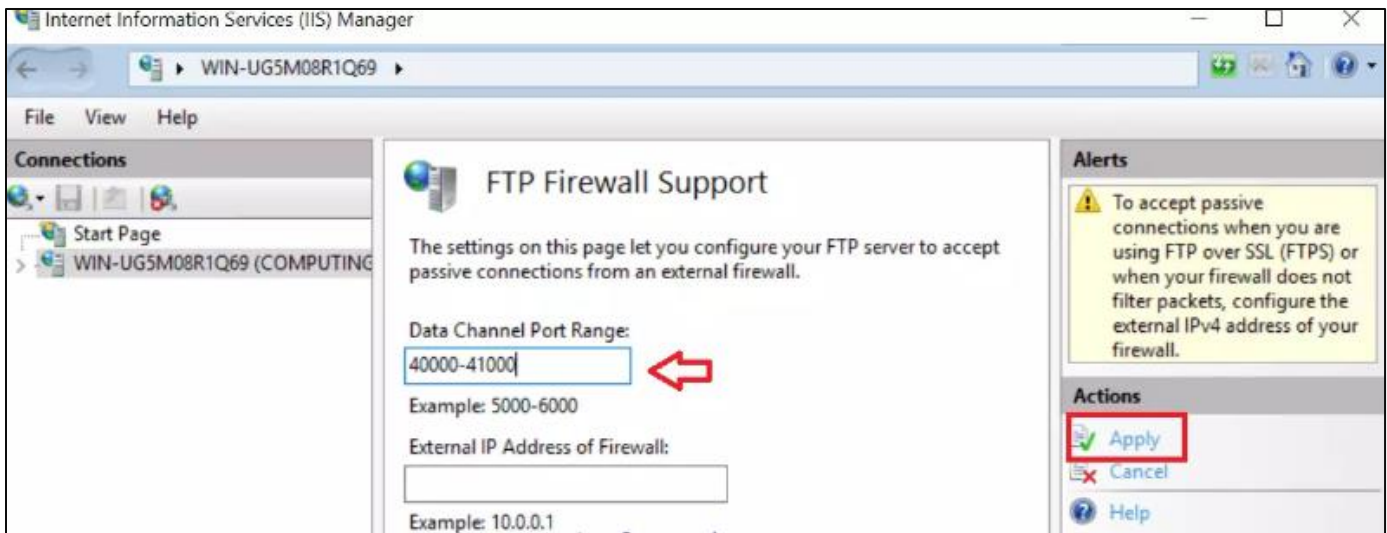 Internet Information Services (IIS) Manager
WIN-UG5M08R1Q69
File View Help
Connections
Start Page
WIN-UG5M08R1Q69 (COMPUTING
FTP Firewall Support
The settings on this page let you configure your FTP server to accept
passive connections from an external firewall.
Data Channel Port Range:
40000-41000
Example: 5000-6000
External IP Address of Firewall:
Example: 10.0.0.1
Alerts
To accept passive
connections when you are
using FTP over SSL (FTPS) or
when your firewall does not
filter packets, configure the
external IPv4 address of your
firewall.
Actions
Apply
Cancel
Help